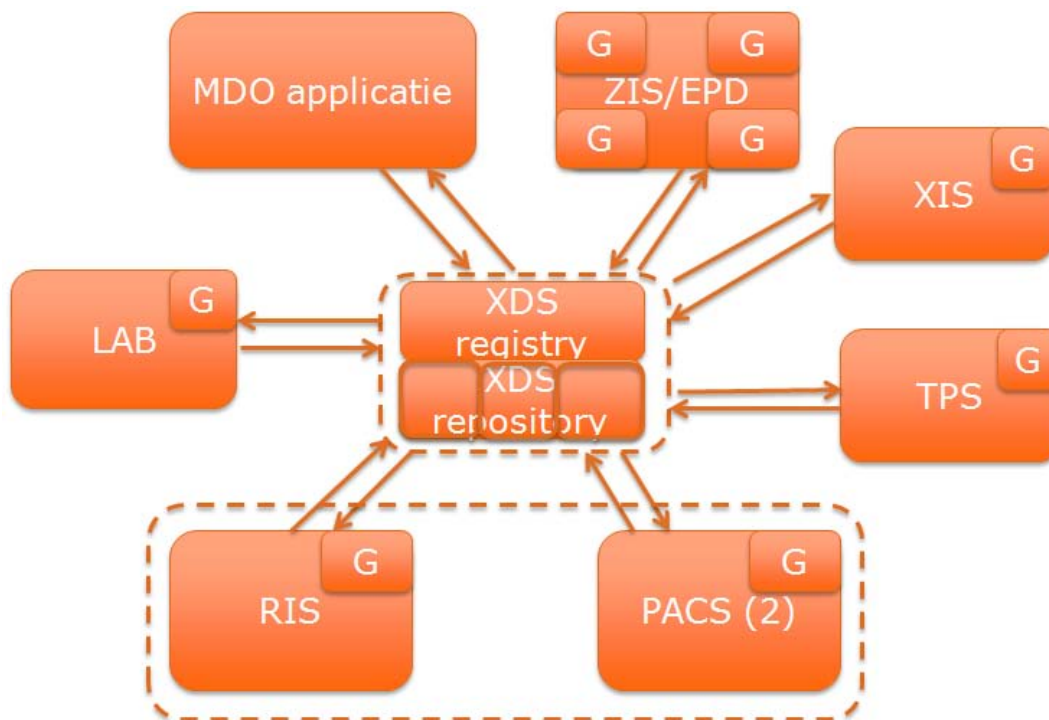 MDO applicatie
G
G
ZIS/EPD
G
G
G
XIS
G
LAB
XDS
registry
XDS
repository
G
TPS
G
RIS
G
PACS (2)